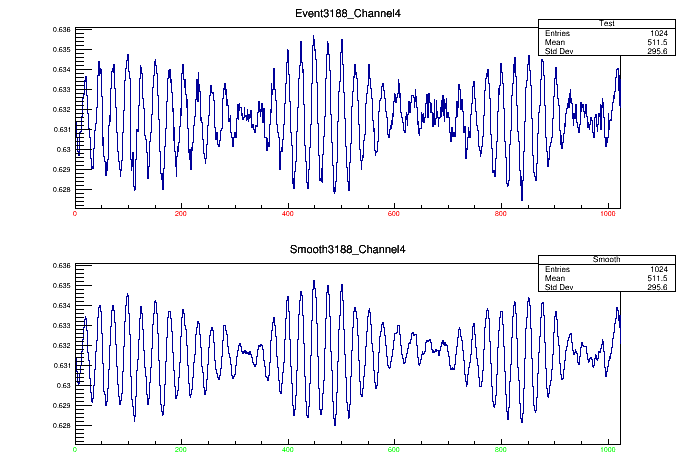 Event3188_Channel4
Test
Entries 1024
Mean 511.5
Std Dev 295.6
0.636
0.635
0.634
0.633
0.632
0.631
0.63
0.629
0.628
0 200 400 600 800 1000
Smooth3188_Channel4
Smooth
Entries 1024
Mean 511.5
Std Dev 295.6
0.636
0.635
0.634
0.633
0.632
0.631
0.63
0.629
0.628
0 200 400 600 800 1000